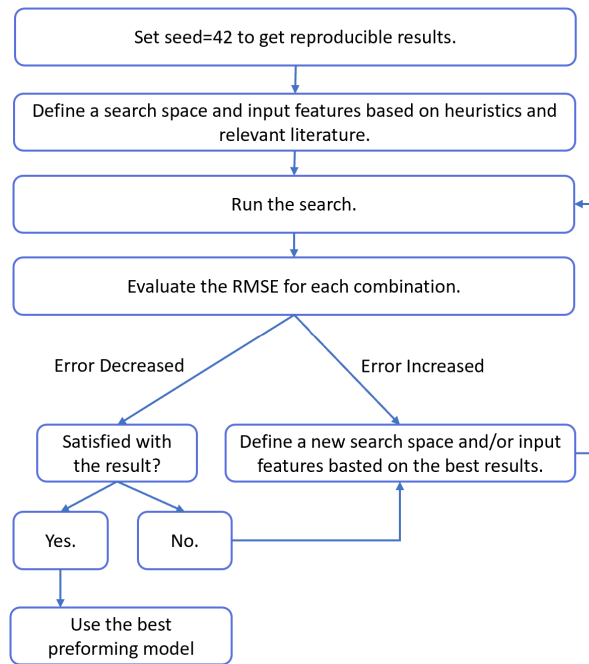 Set seed=42 to get reproducible results.
Define a search space and input features based on heuristics and
relevant literature.
Run the search.
Evaluate the RMSE for each combination.
Error Decreased
Error Increased
Satisfied with
the result?
Define a new search space and/or input
features basted on the best results.
Yes.
No.
Use the best
preforming model